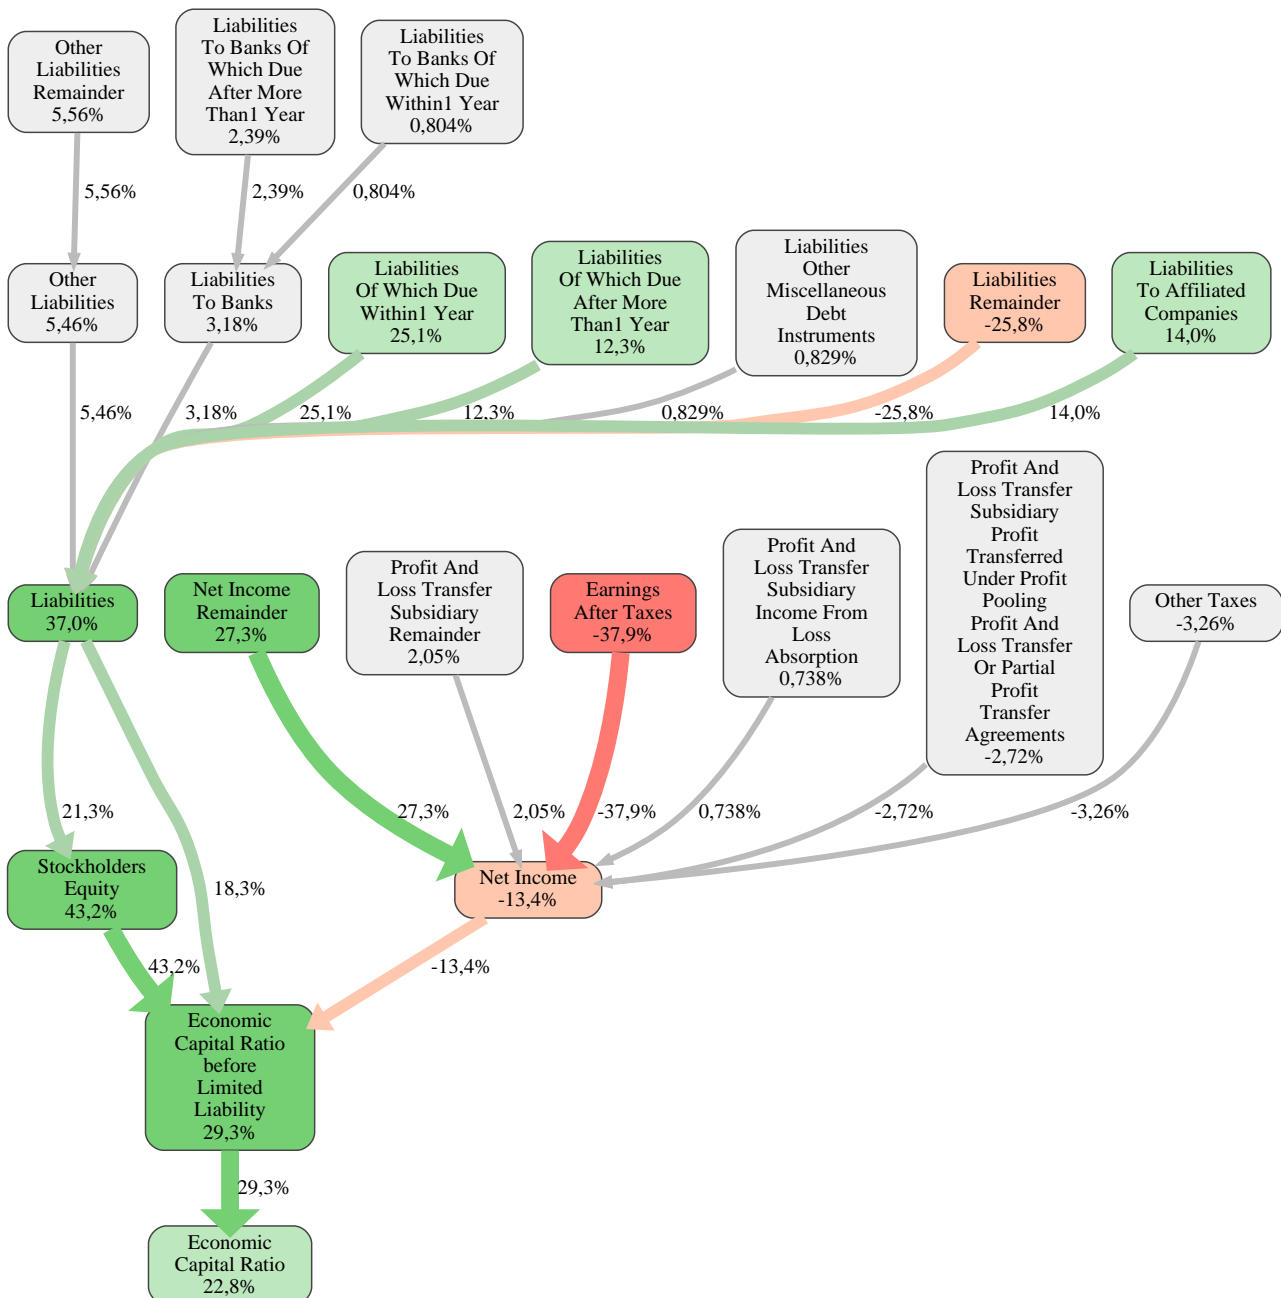 Other
Liabilities
Remainder
5,56%
Liabilities
To Banks Of
Which Due
After More
Than1 Year
2,39%
Liabilities
To Banks Of
Which Due
Within1 Year
0,804%
5,56%
2,39%
0,804%
Other
Liabilities
5,46%
Liabilities
To Banks
3,18%
Liabilities
Of Which Due
Within1 Year
25,1%
Liabilities
Of Which Due
After More
Than1 Year
12,3%
Liabilities
Other
Miscellaneous
Debt
Instruments
0,829%
Liabilities
Remainder
-25,8%
Liabilities
To Affiliated
Companies
14,0%
5,46%
3,18%
25,1%
12,3%
0,829%
-25,8%
14,0%
Liabilities
37,0%
Net Income
Remainder
27,3%
Profit And
Loss Transfer
Subsidiary
Remainder
2,05%
Earnings
After Taxes
-37,9%
Profit And
Loss Transfer
Subsidiary
Income From
Loss
Absorption
0,738%
Profit And
Loss Transfer
Subsidiary
Profit
Transferred
Under Profit
Pooling
Profit And
Loss Transfer
Or Partial
Profit
Transfer
Agreements
-2,72%
Other Taxes
-3,26%
21,3%
27,3%
2,05%
-37,9%
0,738%
-2,72%
-3,26%
Stockholders
Equity
43,2%
18,3%
Net Income
-13,4%
43,2%
-13,4%
Economic
Capital Ratio
before
Limited
Liability
29,3%
29,3%
Economic
Capital Ratio
22,8%